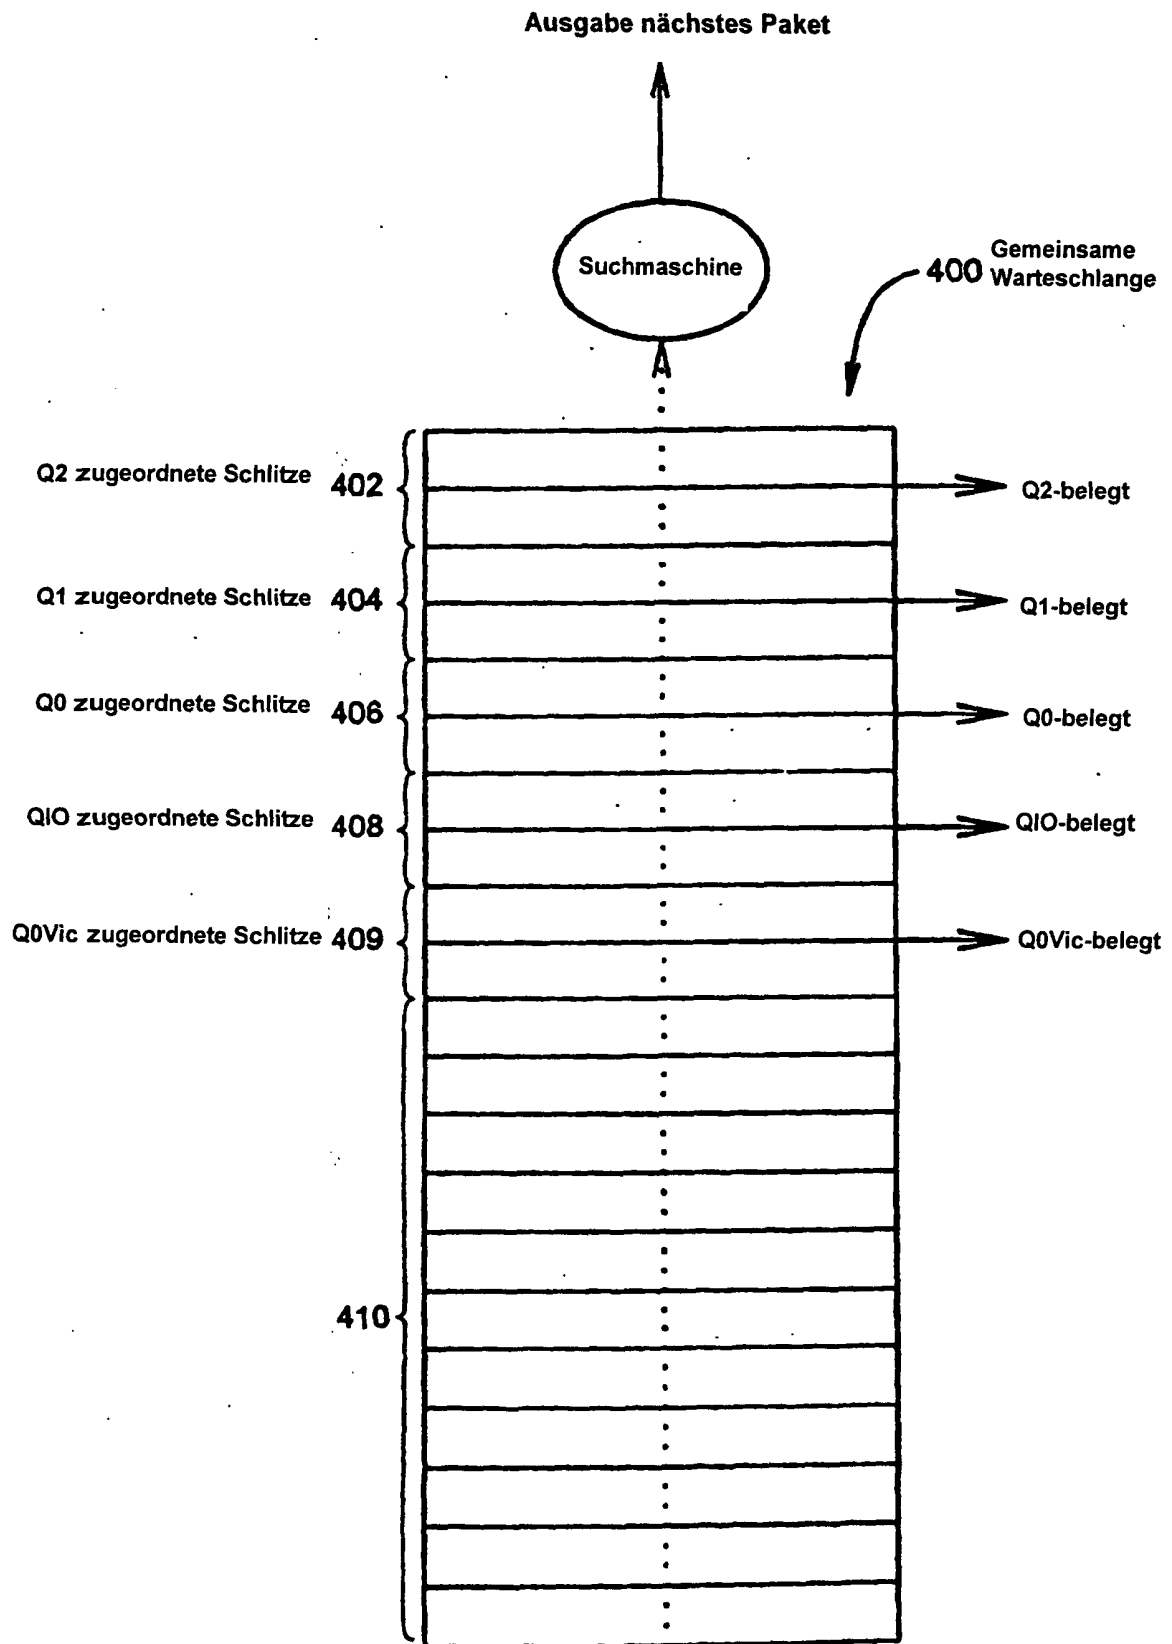 Ausgabe nächstes Paket
Suchmaschine
400 Gemeinsame
Warteschlange
Q2 zugeordnete Schlitze 402
Q2-belegt
Q1 zugeordnete Schlitze 404
Q1-belegt
Q0 zugeordnete Schlitze 406
Q0-belegt
QIO zugeordnete Schlitze 408
QIO-belegt
Q0Vic zugeordnete Schlitze 409
Q0Vic-belegt
410